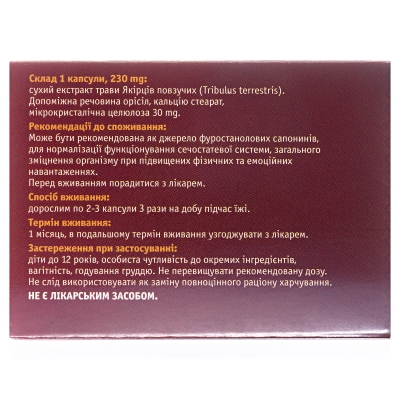 Склад 1 капсули, 230 mg:
сухий екстракт трави Якірців повзучих (Tribulus terrestris).
Допоміжна речовина орісіл, кальцію стеарат,
мікрокристалічна целюлоза 30 mg.
Рекомендації до споживання:
Може бути рекомендована як джерело фуростанолових сапонинів,
для нормалізації функціонування сечостатевої системи, загального
зміцнення організму при підвищених фізичних та емоційних
навантаженнях.
Перед вживанням порадитися з лікарем.
Спосіб вживання:
дорослим по 2-3 капсули 3 рази на добу підчас їжі.
Термін вживання:
1 місяць, в подальшому термін вживання узгоджувати з лікарем.
Застереження при застосуванні:
діти до 12 років, особиста чутливість до окремих інгредієнтів,
вагітність, годування груддю. Не перевищувати рекомендовану дозу.
Не слід використовувати як заміну повноцінного раціону харчування.
НЕ Є ЛІКАРСЬКИМ ЗАСОБОМ.